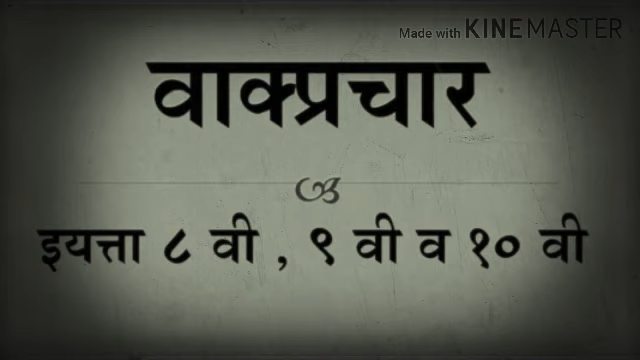 Made with KINEMASTER
वाक्प्रचार
इयत्ता ८ वी , ९ वी व १० वी